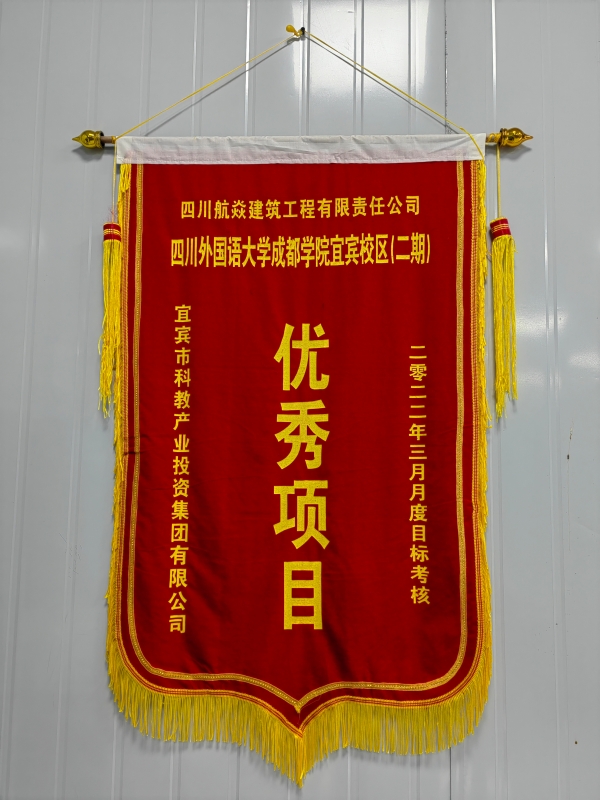 四川航焱建筑工程有限责任公司
四川外国语大学成都学院宜宾校区(二期)
二零二二年三月月度目标考核
优秀项目
宜宾市科教产业投资集团有限公司